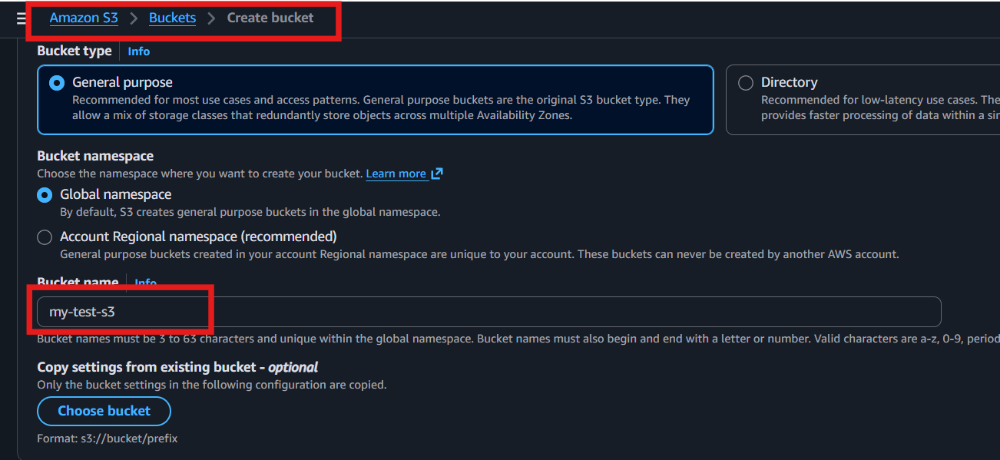 Amazon S3 > Buckets > Create bucket
Bucket type Info
General purpose
Recommended for most use cases and access patterns. General purpose buckets are the original S3 bucket type. They
allow a mix of storage classes that redundantly store objects across multiple Availability Zones.
Directory
Recommended for low-latency use cases. The
provides faster processing of data within a
Bucket namespace
Choose the namespace where you want to create your bucket. Learn more
Global namespace
By default, S3 creates general purpose buckets in the global namespace.
Account Regional namespace (recommended)
General purpose buckets created in your account Regional namespace are unique to your account. These buckets can never be created by another AWS account.
Bucket name Info
my-test-s3
Bucket names must be 3 to 63 characters and unique within the global namespace. Bucket names must also begin and end with a letter or number. Valid characters are a-z, 0-9, period
Copy settings from existing bucket - optional
Only the bucket settings in the following configuration are copied.
Choose bucket
Format: s3://bucket/prefix